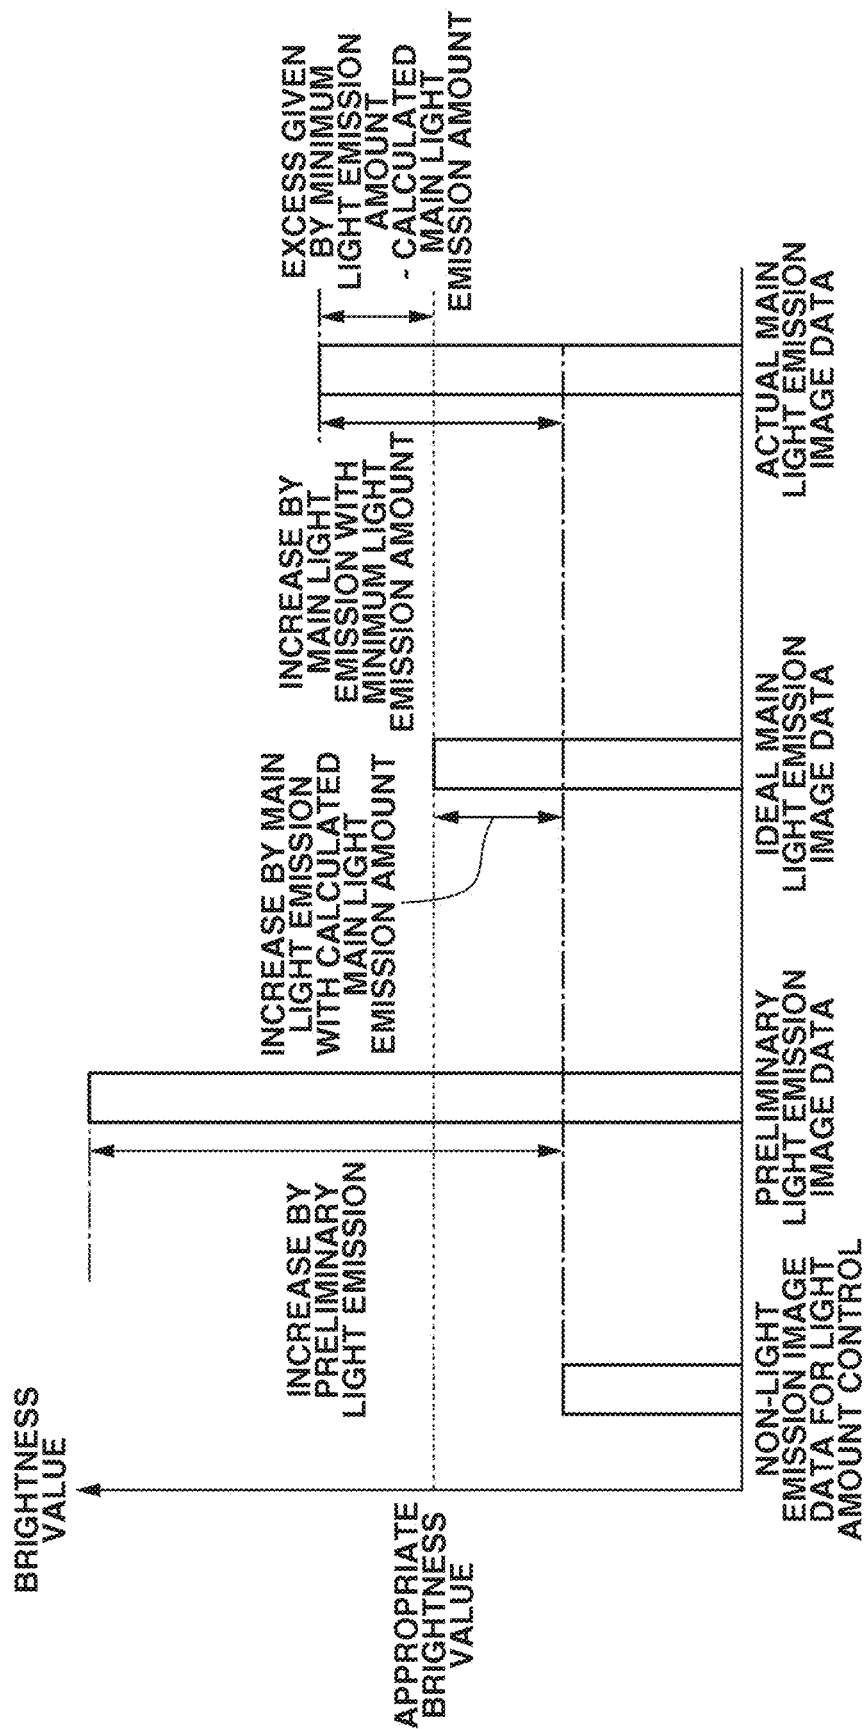 BRIGHTNESS
VALUE
APPROPRIATE
BRIGHTNESS
VALUE
INCREASE BY
PRELIMINARY
LIGHT EMISSION
INCREASE BY MAIN
LIGHT EMISSION
WITH CALCULATED
MAIN LIGHT
EMISSION AMOUNT
INCREASE BY
MAIN LIGHT
EMISSION WITH
MINIMUM LIGHT
EMISSION AMOUNT
EXCESS GIVEN
BY MINIMUM
LIGHT EMISSION
AMOUNT
- CALCULATED
MAIN LIGHT
EMISSION AMOUNT
NON-LIGHT
EMISSION IMAGE
DATA FOR LIGHT
AMOUNT CONTROL
PRELIMINARY
LIGHT EMISSION
IMAGE DATA
IDEAL MAIN
LIGHT EMISSION
IMAGE DATA
ACTUAL MAIN
LIGHT EMISSION
IMAGE DATA